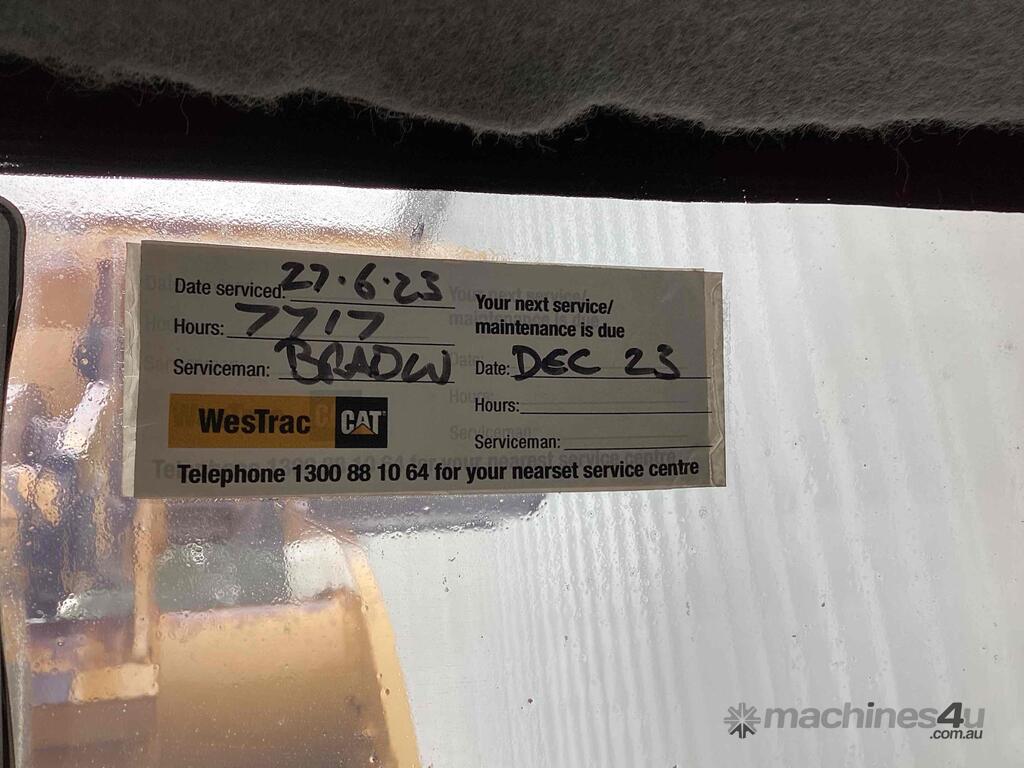 Date serviced: 27.6.23
Hours: 7717
Serviceman: BRADW
WesTrac CAT
Your next service/
maintenance is due
Date: DEC 23
Hours:
Serviceman:
Telephone 1300 88 10 64 for your nearset service centre
machines4u
.com.au